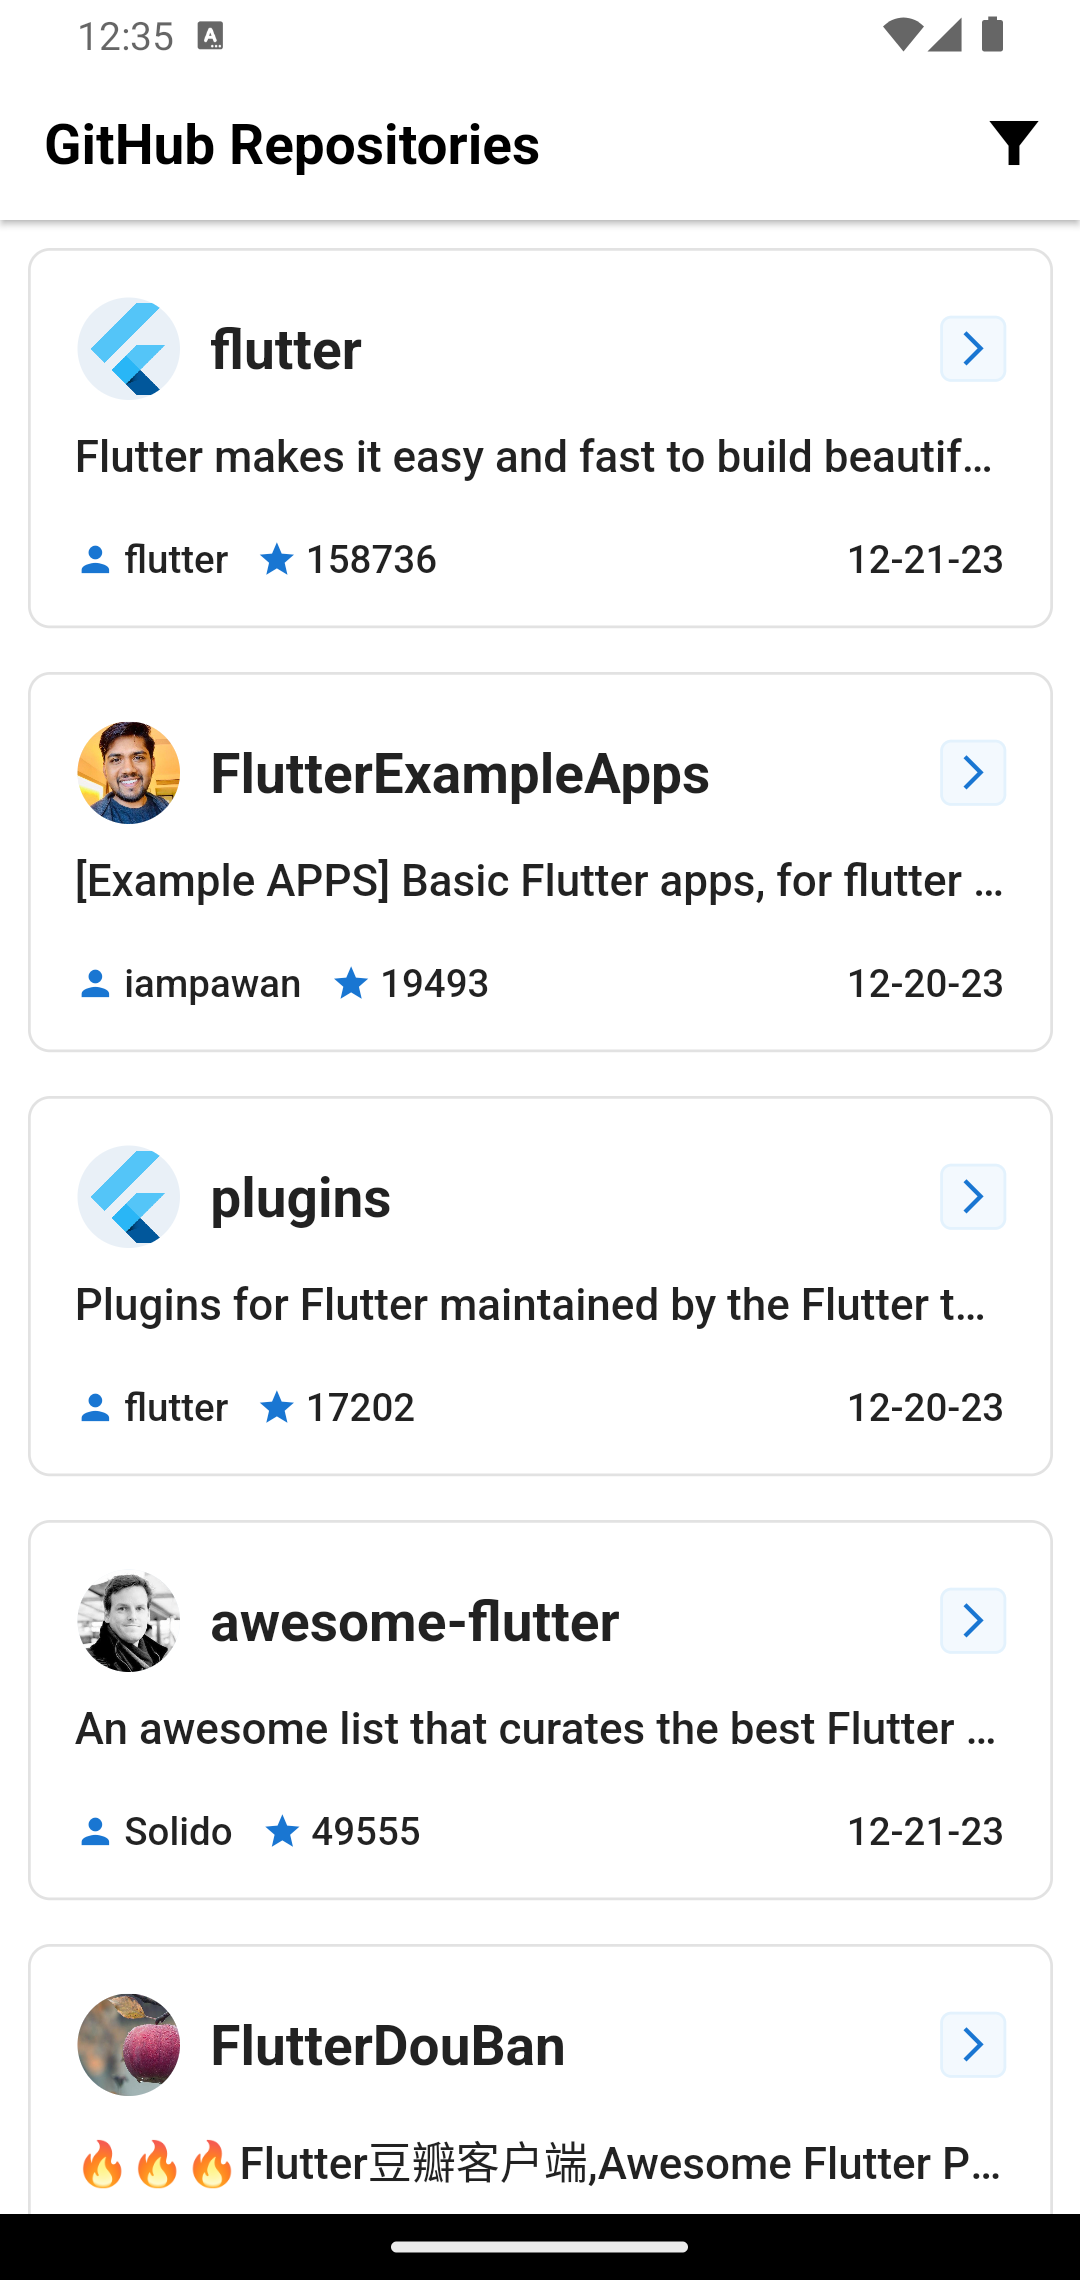 12:35
GitHub Repositories
flutter
Flutter makes it easy and fast to build beautif...
flutter 158736 12-21-23
FlutterExampleApps
[Example APPS] Basic Flutter apps, for flutter ...
iampawan 19493 12-20-23
plugins
Plugins for Flutter maintained by the Flutter t...
flutter 17202 12-20-23
awesome-flutter
An awesome list that curates the best Flutter ...
Solido 49555 12-21-23
FlutterDouBan
🔥🔥🔥Flutter豆瓣客户端,Awesome Flutter P...